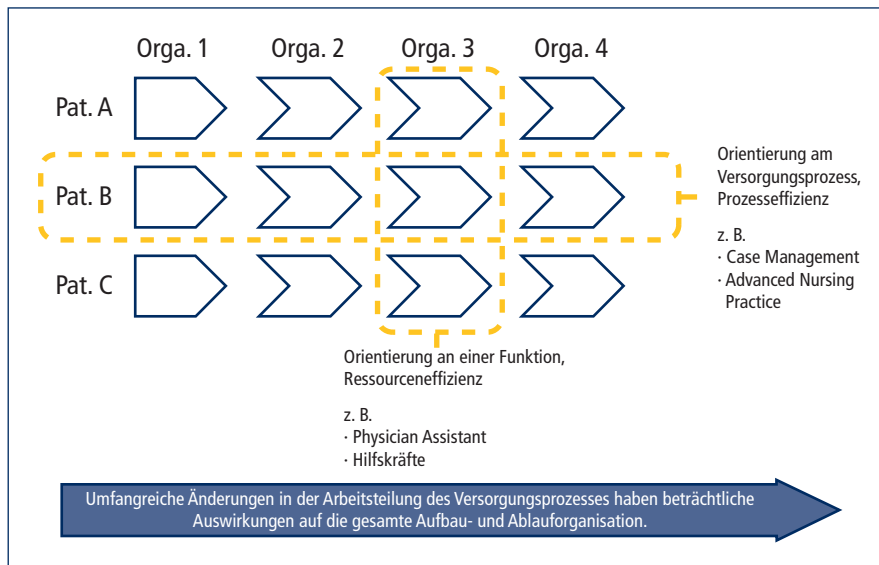 Orga. 1 Orga. 2 Orga. 3 Orga. 4
Pat. A
Pat. B
Pat. C
Orientierung am
Versorgungsprozess,
Prozesseffizienz
z. B.
· Case Management
· Advanced Nursing
Practice
Orientierung an einer Funktion,
Ressourceneffizienz
z. B.
· Physician Assistant
· Hilfskräfte
Umfangreiche Änderungen in der Arbeitsteilung des Versorgungsprozesses haben beträchtliche
Auswirkungen auf die gesamte Aufbau- und Ablauforganisation.